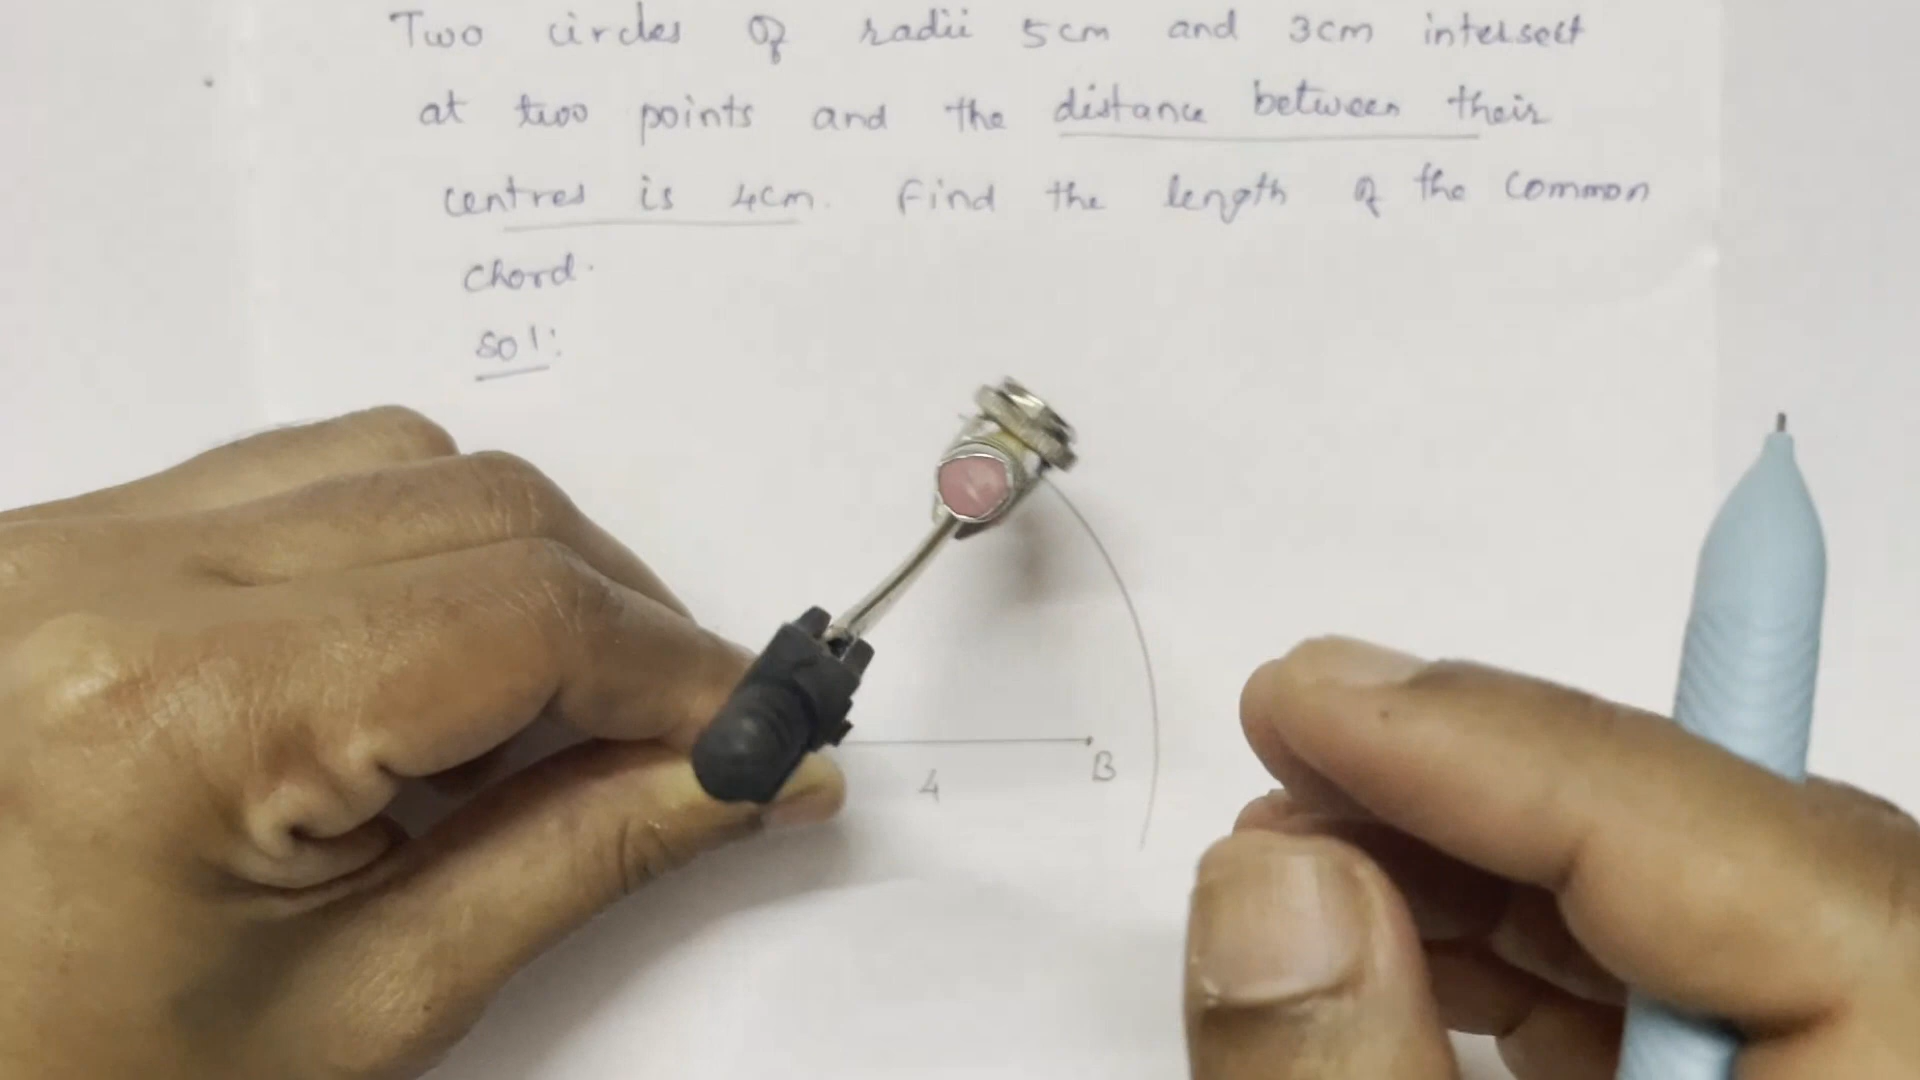 Two circles of radii 5cm and 3cm intersect
at two points and the distance between their
centres is 4cm. Find the length of the common
chord.
sol:
4
B